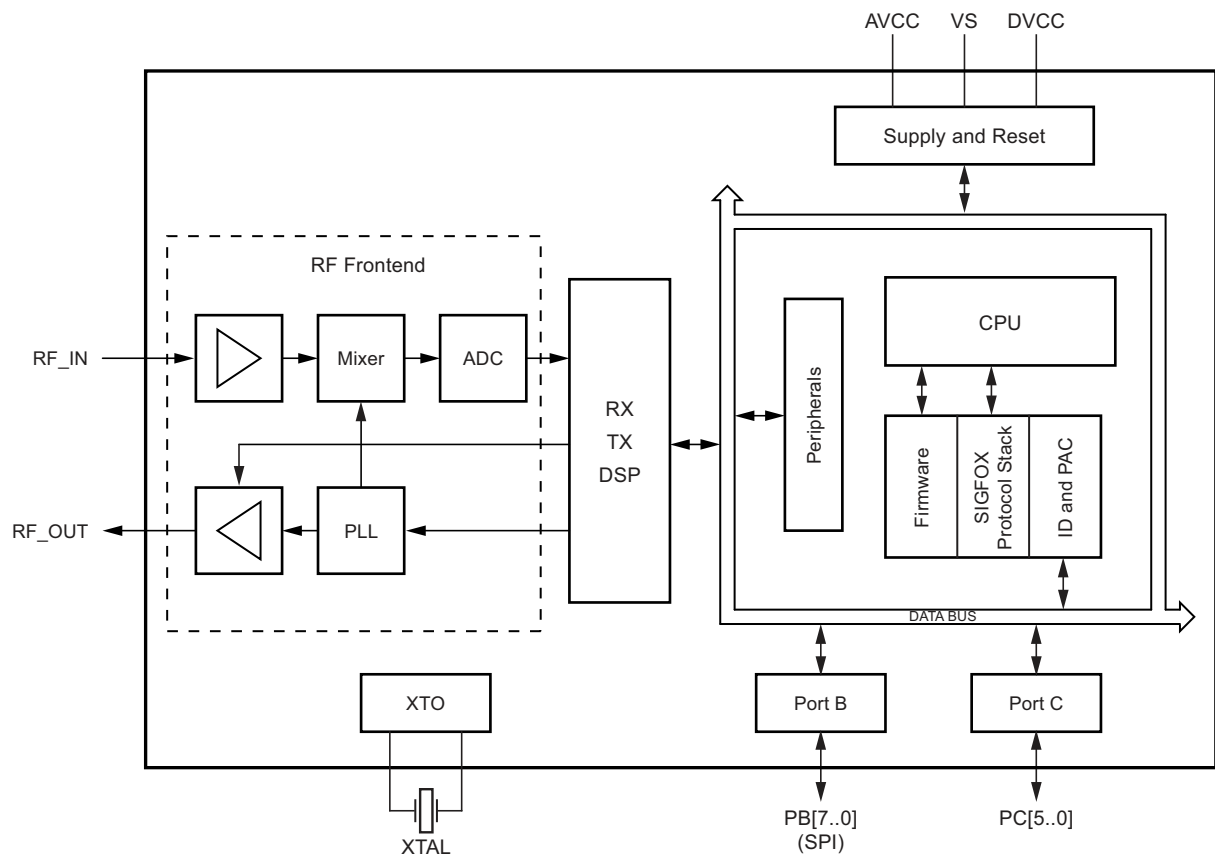 AVCC VS DVCC
Supply and Reset
RF Frontend
CPU
RF_IN
Mixer
ADC
Peripherals
RX
TX
DSP
Firmware
SIGFOX
Protocol Stack
ID and PAC
RF_OUT
PLL
DATA BUS
XTO
Port B
Port C
XTAL
PB[7..0]
(SPI)
PC[5..0]